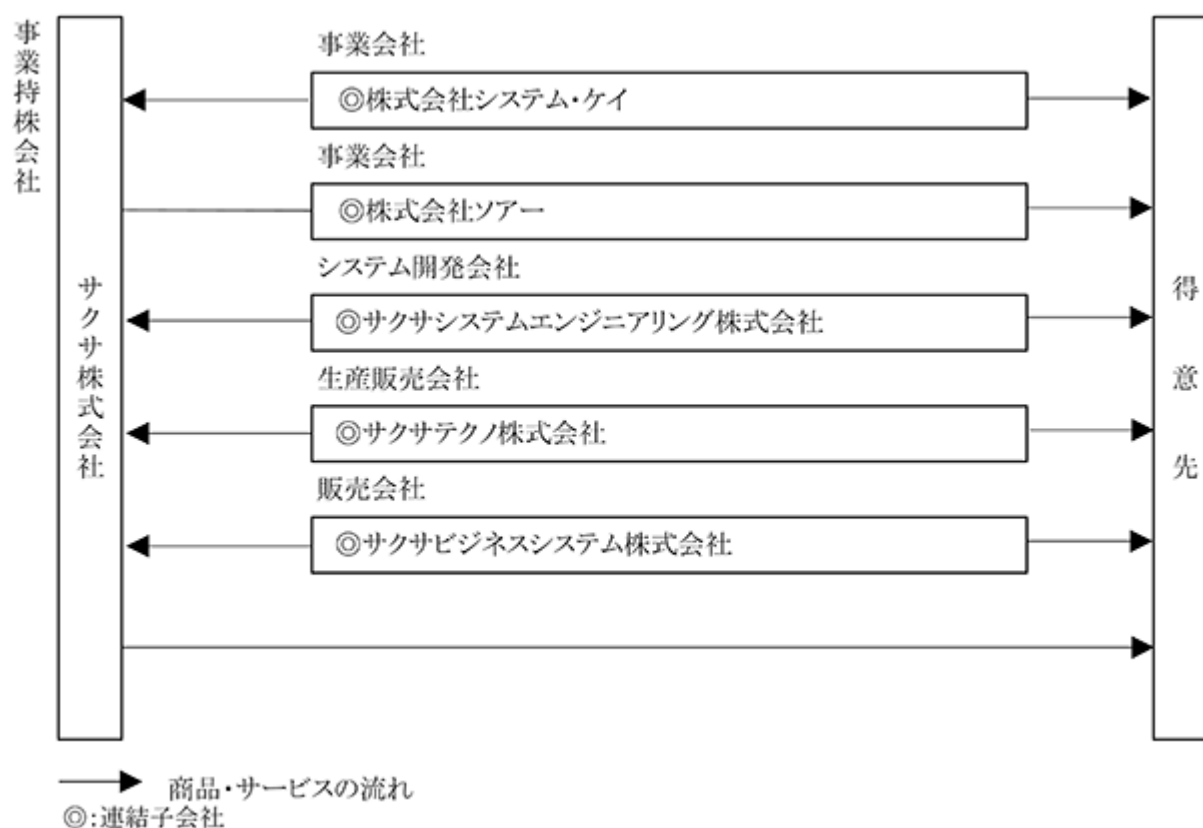 事業持株会社
サクサ株式会社
事業会社
◎株式会社システム・ケイ
事業会社
◎株式会社ソアー
システム開発会社
◎サクサシステムエンジニアリング株式会社
生産販売会社
◎サクサテクノ株式会社
販売会社
◎サクサビジネスシステム株式会社
得意先
商品・サービスの流れ
◎:連結子会社